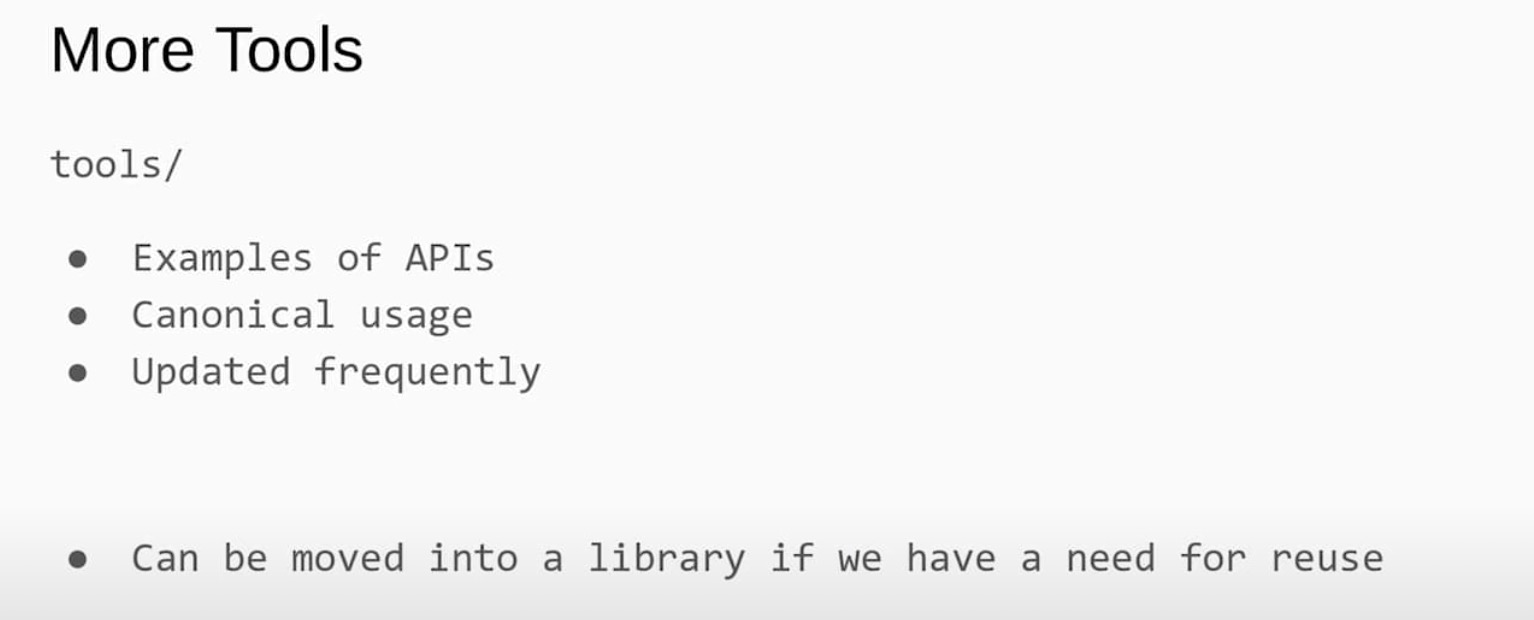 More Tools
tools/
● Examples of APIs
● Canonical usage
● Updated frequently
● Can be moved into a library if we have a need for reuse